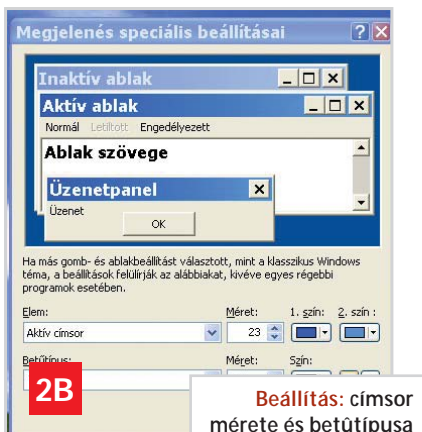 Megjelenés speciális beállításai
Inaktív ablak
Aktív ablak
Normál Letiltott Engedélyezett
Ablak szövege
Üzenetpanel
Üzenet
OK
Ha más gomb- és ablakbeállítást választott, mint a klasszikus Windows
téma, a beállítások felülírják az alábbiakat, kivéve egyes régebbi
programok esetében.
Elem: Méret: 1. szín: 2. szín :
Aktív címsor 23
Betűtípus: Méret: Szín:
2B
Beállítás: címsor
mérete és betûtípusa